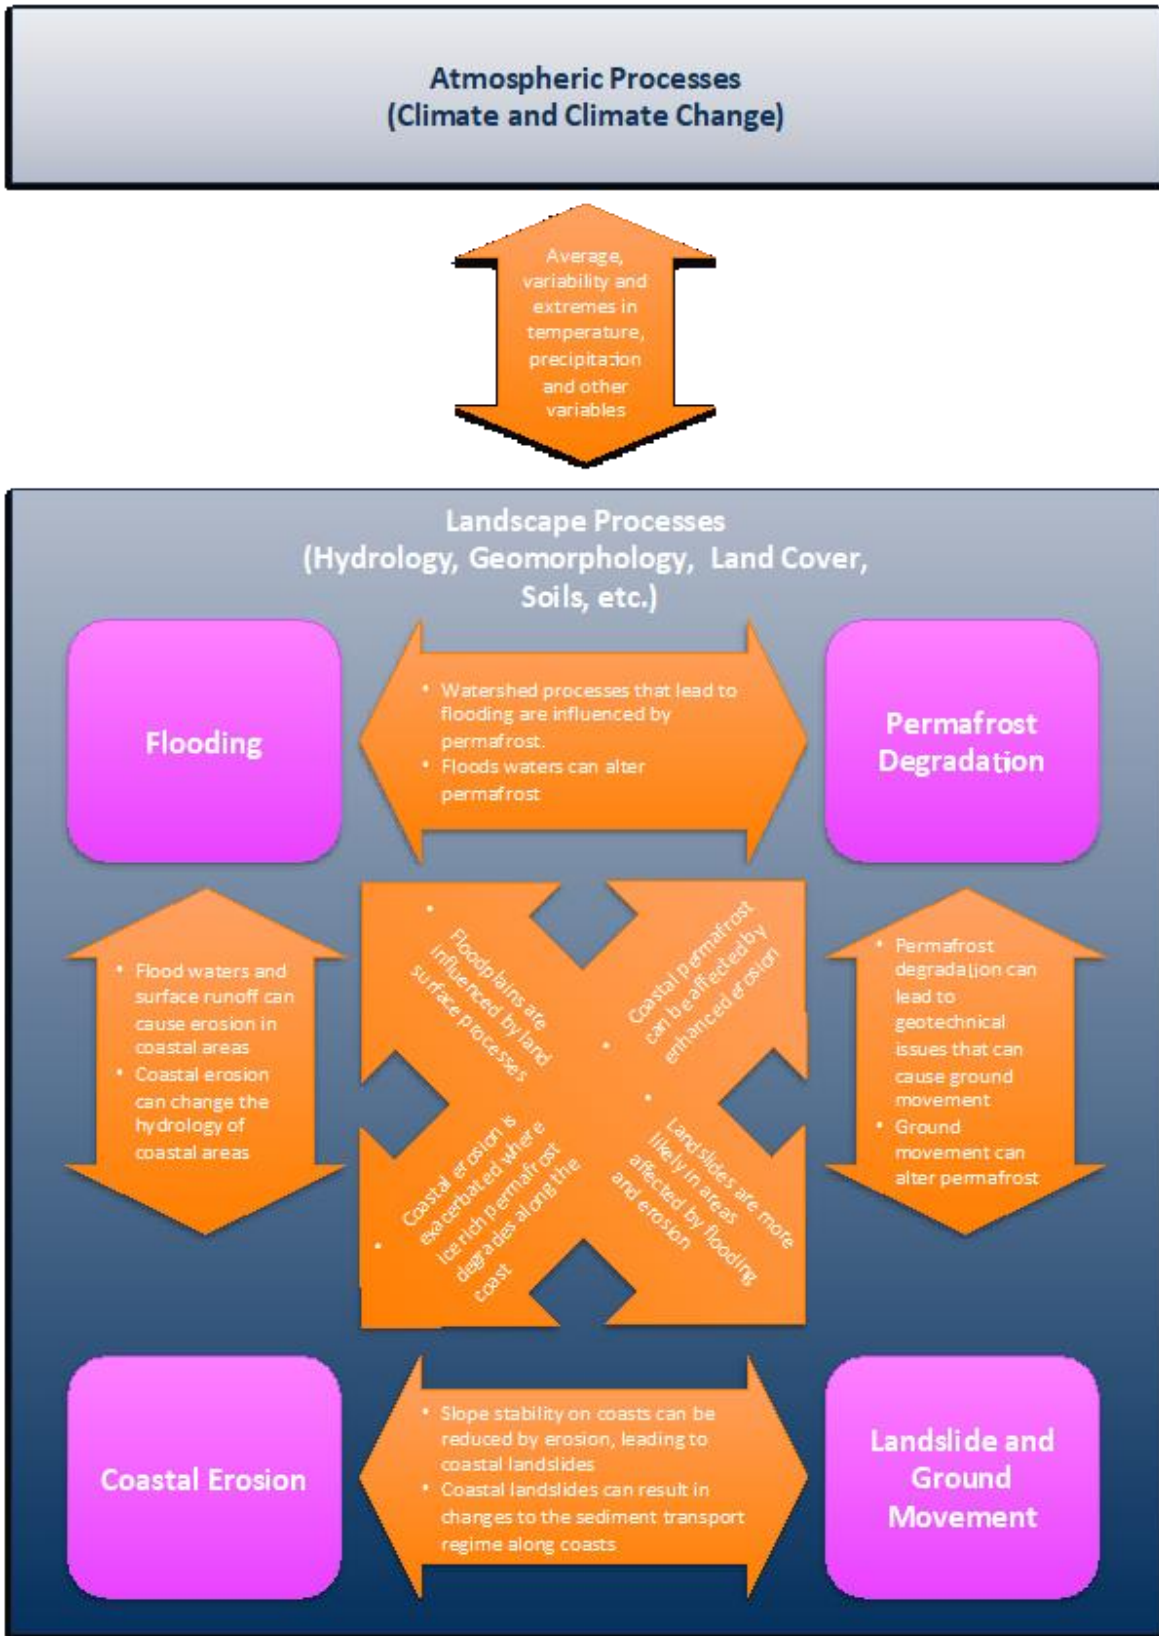 Atmospheric Processes
(Climate and Climate Change)
Average,
variability and
extremes in
temperature,
precipitation
and other
variables
Landscape Processes
(Hydrology, Geomorphology, Land Cover,
Soils, etc.)
Flooding
• Watershed processes that lead to
flooding are influenced by
permafrost.
• Floods waters can alter
permafrost
Permafrost
Degradation
• Flood waters and
surface runoff can
cause erosion in
coastal areas
• Coastal erosion
can change the
hydrology of
coastal areas
• Floodplains are
influenced by land
surface processes
• Coastal permafrost
can be affected by
enhanced erosion
• Coastal erosion is
exacerbated where
ice rich permafrost
degrades along the
coast
• Landslides are more
likely in areas
affected by flooding
and erosion
• Permafrost
degradation can
lead to
geotechnical
issues that can
cause ground
movement
• Ground
movement can
alter permafrost
Coastal Erosion
• Slope stability on coasts can be
reduced by erosion, leading to
coastal landslides
• Coastal landslides can result in
changes to the sediment transport
regime along coasts
Landslide and
Ground
Movement